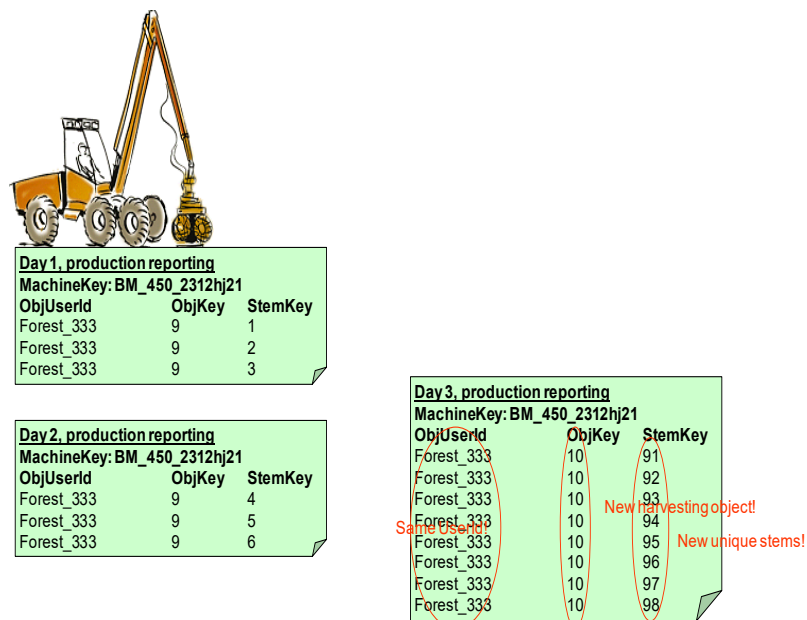 Day 1, production reporting
MachineKey: BM_450_2312hj21
ObjUserId ObjKey StemKey
Forest_333 9 1
Forest_333 9 2
Forest_333 9 3
Day 2, production reporting
MachineKey: BM_450_2312hj21
ObjUserId ObjKey StemKey
Forest_333 9 4
Forest_333 9 5
Forest_333 9 6
Day 3, production reporting
MachineKey: BM_450_2312hj21
ObjUserId ObjKey StemKey
Forest_333 10 91
Forest_333 10 92
Forest_333 10 93
New harvesting object!
Forest_333 10 94
Same UserId!
Forest_333 10 95
New unique stems!
Forest_333 10 96
Forest_333 10 97
Forest_333 10 98